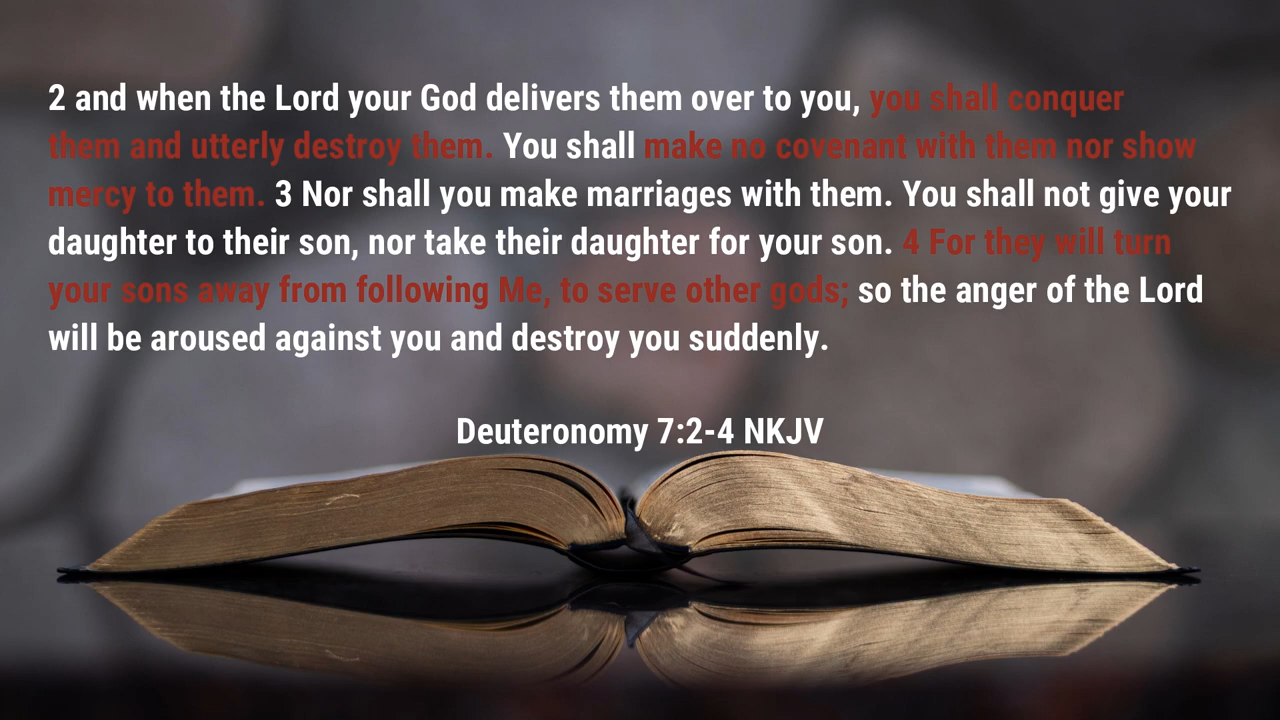 2 and when the Lord your God delivers them over to you, you shall conquer
them and utterly destroy them. You shall make no covenant with them nor show
mercy to them. 3 Nor shall you make marriages with them. You shall not give your
daughter to their son, nor take their daughter for your son. 4 For they will turn
your sons away from following Me, to serve other gods; so the anger of the Lord
will be aroused against you and destroy you suddenly.
Deuteronomy 7:2-4 NKJV